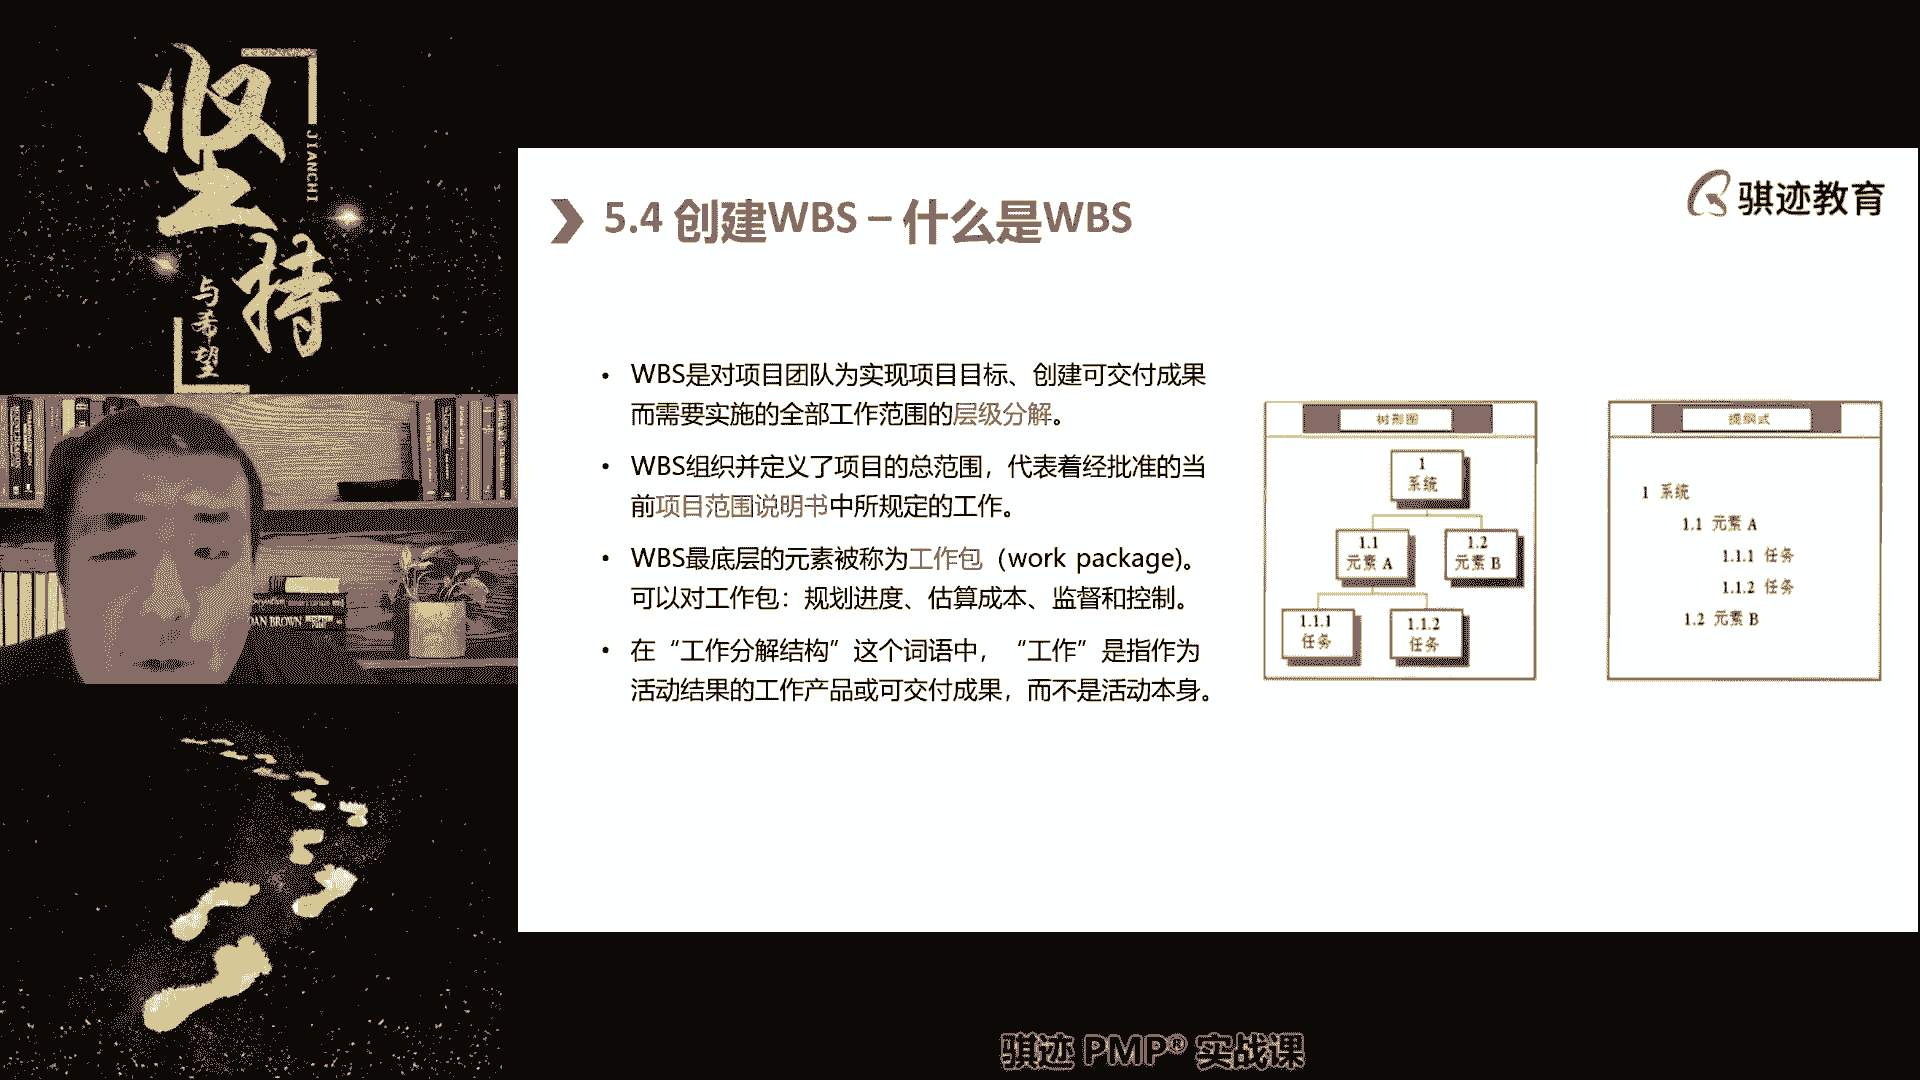 坚持
JIANCHI
与希望
DAN BROWN
骐迹教育
5.4 创建WBS – 什么是WBS
• WBS是对项目团队为实现项目目标、创建可交付成果
而需要实施的全部工作范围的层级分解。
• WBS组织并定义了项目的总范围，代表着经批准的当
前项目范围说明书中所规定的工作。
• WBS最底层的元素被称为工作包（work package)。
可以对工作包：规划进度、估算成本、监督和控制。
• 在“工作分解结构”这个词语中，“工作”是指作为
活动结果的工作产品或可交付成果，而不是活动本身。
树形图
1
系统
1.1
元素 A
1.2
元素 B
1.1.1
任务
1.1.2
任务
提纲式
1 系统
1.1 元素 A
1.1.1 任务
1.1.2 任务
1.2 元素 B
骐迹 PMP® 实战课